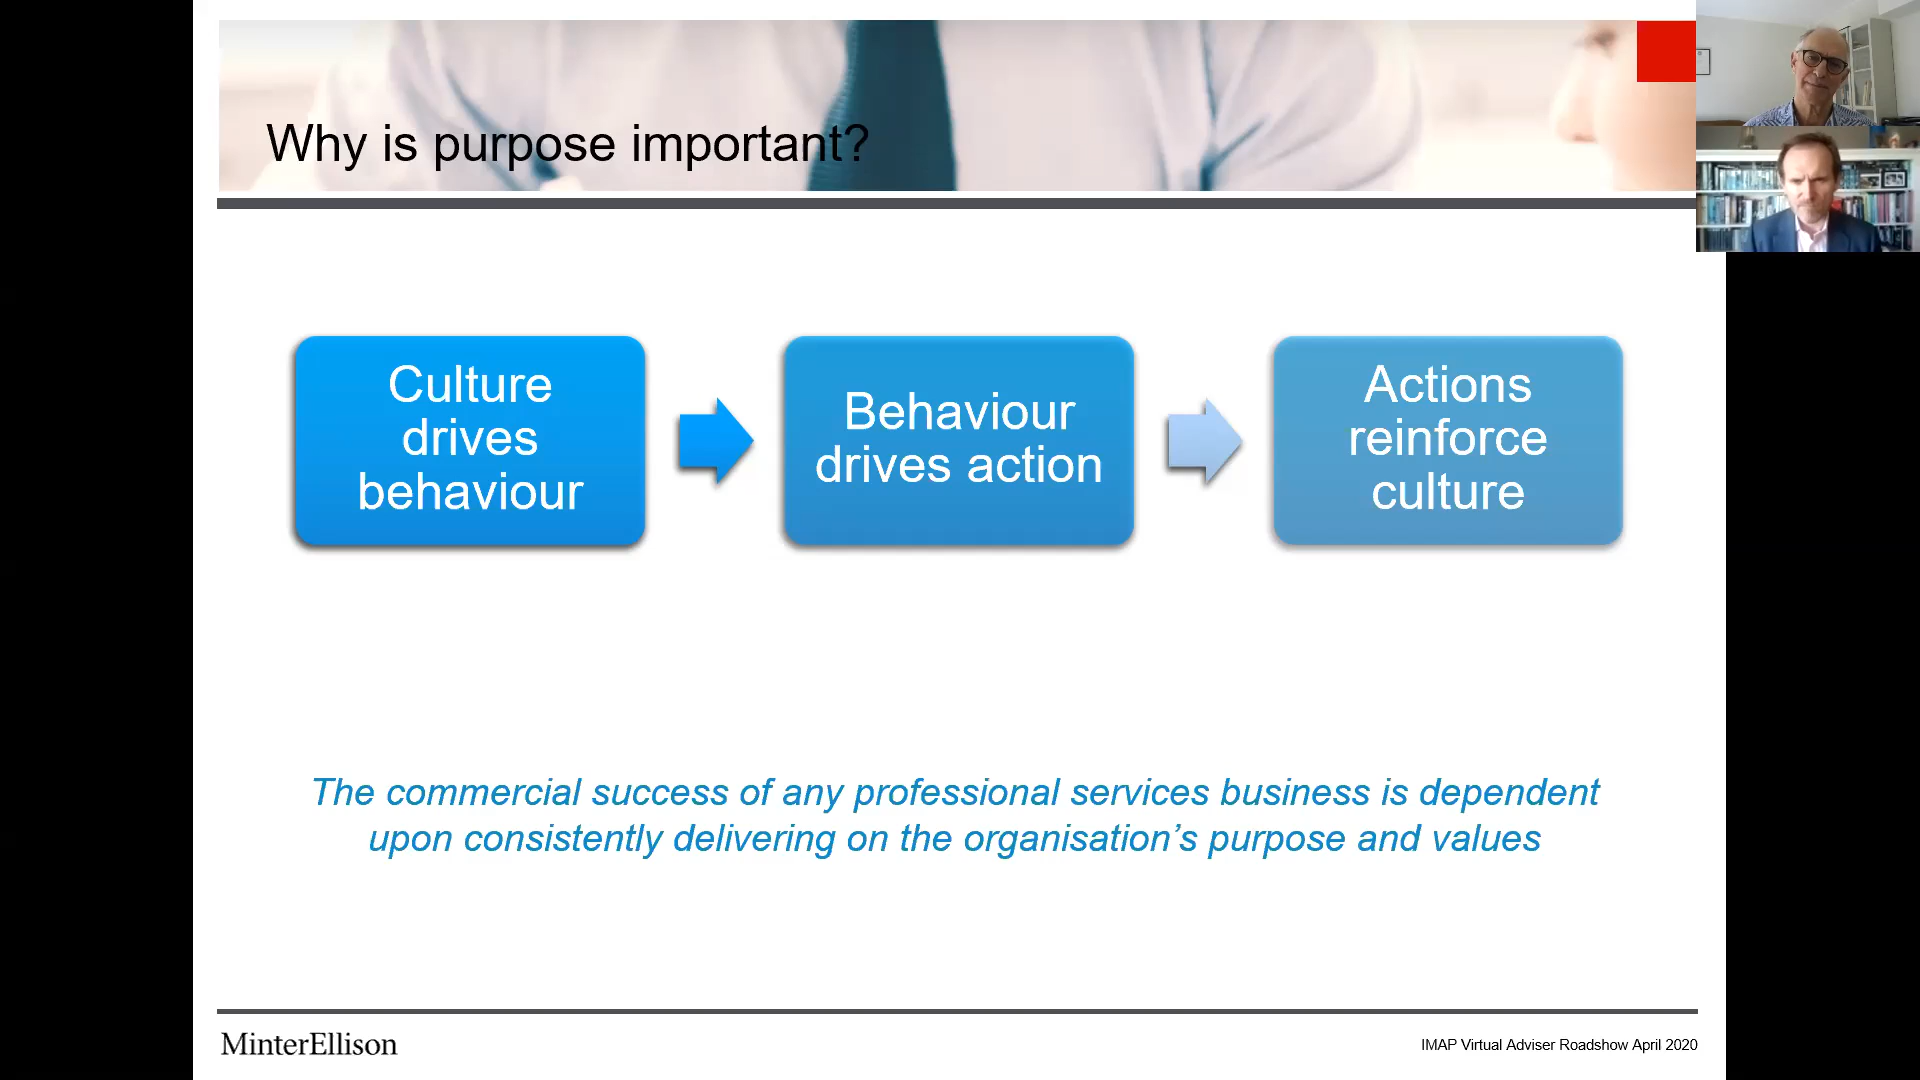 Why is purpose important?
Culture
drives
behaviour
Behaviour
drives action
Actions
reinforce
culture
The commercial success of any professional services business is dependent
upon consistently delivering on the organisation’s purpose and values
MinterEllison
IMAP Virtual Adviser Roadshow April 2020